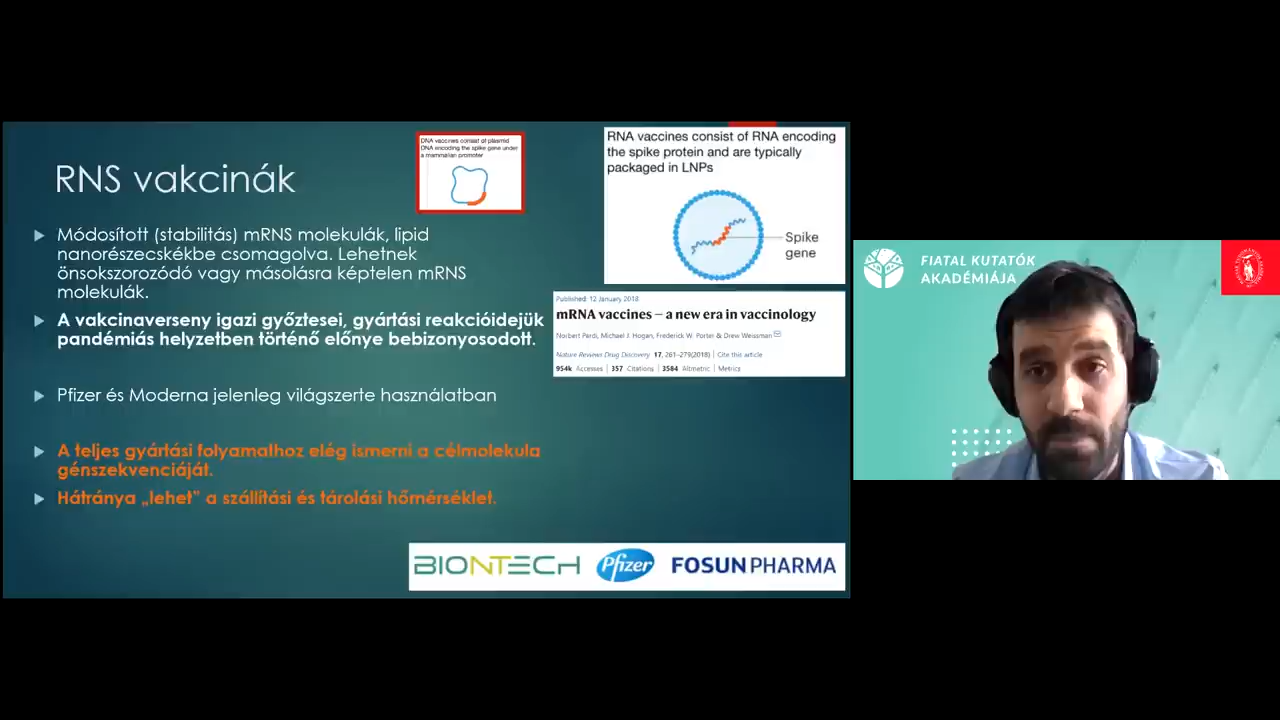 RNS vakcinák
DNA vaccines consist of plasmid
DNA encoding the spike gene under
a mammalian promoter
RNA vaccines consist of RNA encoding
the spike protein and are typically
packaged in LNPs
Spike
gene
Módosított (stabilitás) mRNS molekulák, lipid
nanorészecskékbe csomagolva. Lehetnek
önsokszorozódó vagy másolásra képtelen mRNS
molekulák.
A vakcinaverseny igazi győztesei, gyártási reakcióidejük
pandémiás helyzetben történő előnye bebizonyosodott.
Pfizer és Moderna jelenleg világszerte használatban
A teljes gyártási folyamathoz elég ismerni a célmolekula
génszekvenciáját.
Hátránya „lehet” a szállítási és tárolási hőmérséklet.
Published: 12 January 2018
mRNA vaccines – a new era in vaccinology
Norbert Pardi, Michael J. Hogan, Frederick W. Porter & Drew Weissman
Nature Reviews Drug Discovery 17, 261–279(2018) | Cite this article
954k Accesses | 357 Citations | 3584 Altmetric | Metrics
BIONTECH Pfizer FOSUN PHARMA
FIATAL KUTATÓK
AKADÉMIÁJA